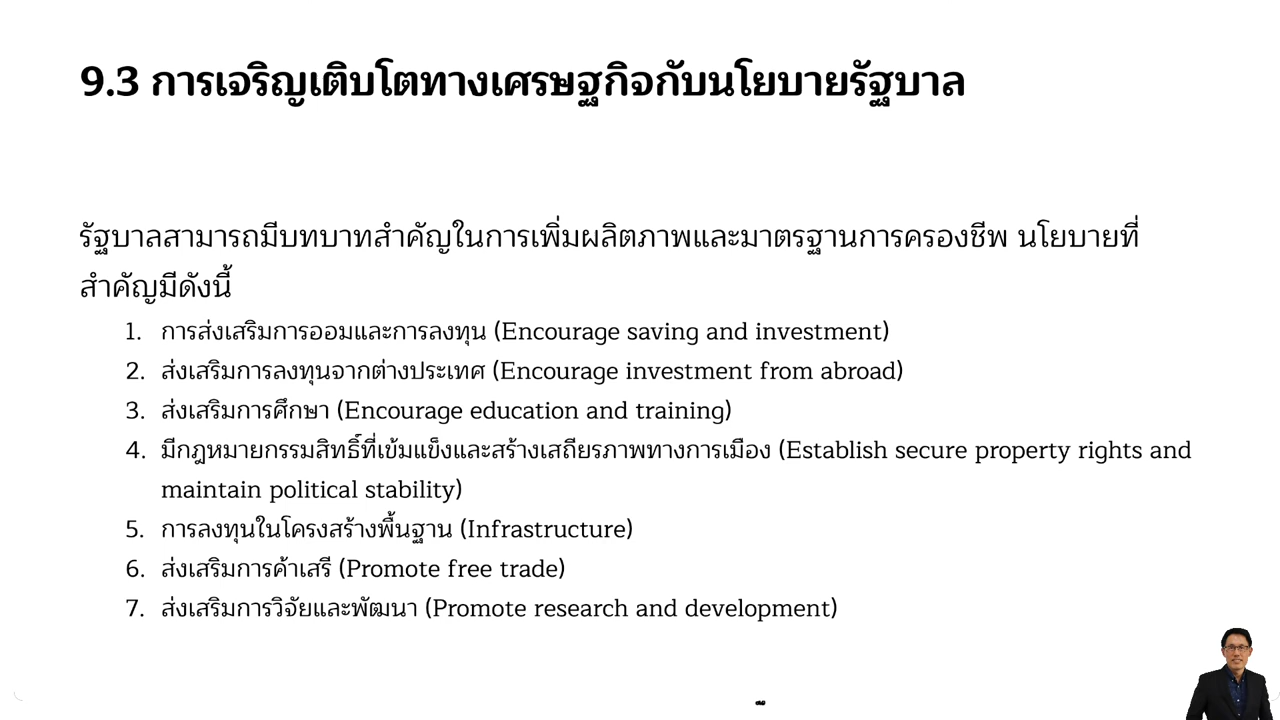 9.3 การเจริญเติบโตทางเศรษฐกิจกับนโยบายรัฐบาล
รัฐบาลสามารถมีบทบาทสำคัญในการเพิ่มผลิตภาพและมาตรฐานการครองชีพ นโยบายที่
สำคัญมีดังนี้
1. การส่งเสริมการออมและการลงทุน (Encourage saving and investment)
2. ส่งเสริมการลงทุนจากต่างประเทศ (Encourage investment from abroad)
3. ส่งเสริมการศึกษา (Encourage education and training)
4. มีกฎหมายกรรมสิทธิ์ที่เข้มแข็งและสร้างเสถียรภาพทางการเมือง (Establish secure property rights and
maintain political stability)
5. การลงทุนในโครงสร้างพื้นฐาน (Infrastructure)
6. ส่งเสริมการค้าเสรี (Promote free trade)
7. ส่งเสริมการวิจัยและพัฒนา (Promote research and development)